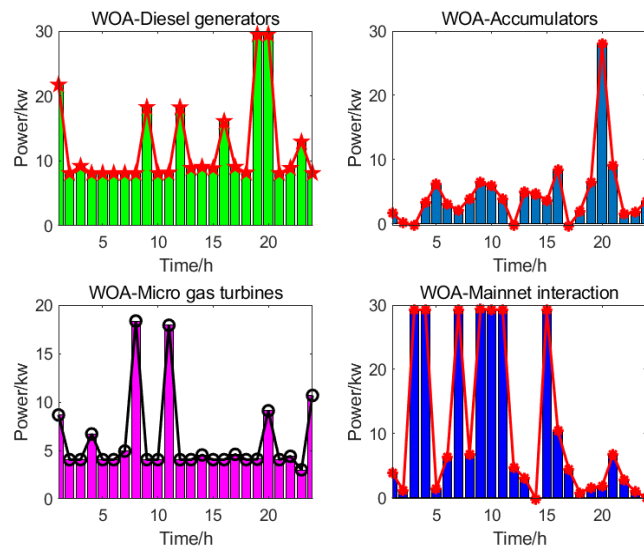 WOA-Diesel generators
30
20
10
0
Power/kw
5 10 15 20
Time/h
WOA-Accumulators
30
20
10
0
Power/kw
5 10 15 20
Time/h
WOA-Micro gas turbines
20
15
10
5
0
Power/kw
5 10 15 20
Time/h
WOA-Mainnet interaction
30
20
10
0
Power/kw
5 10 15 20
Time/h